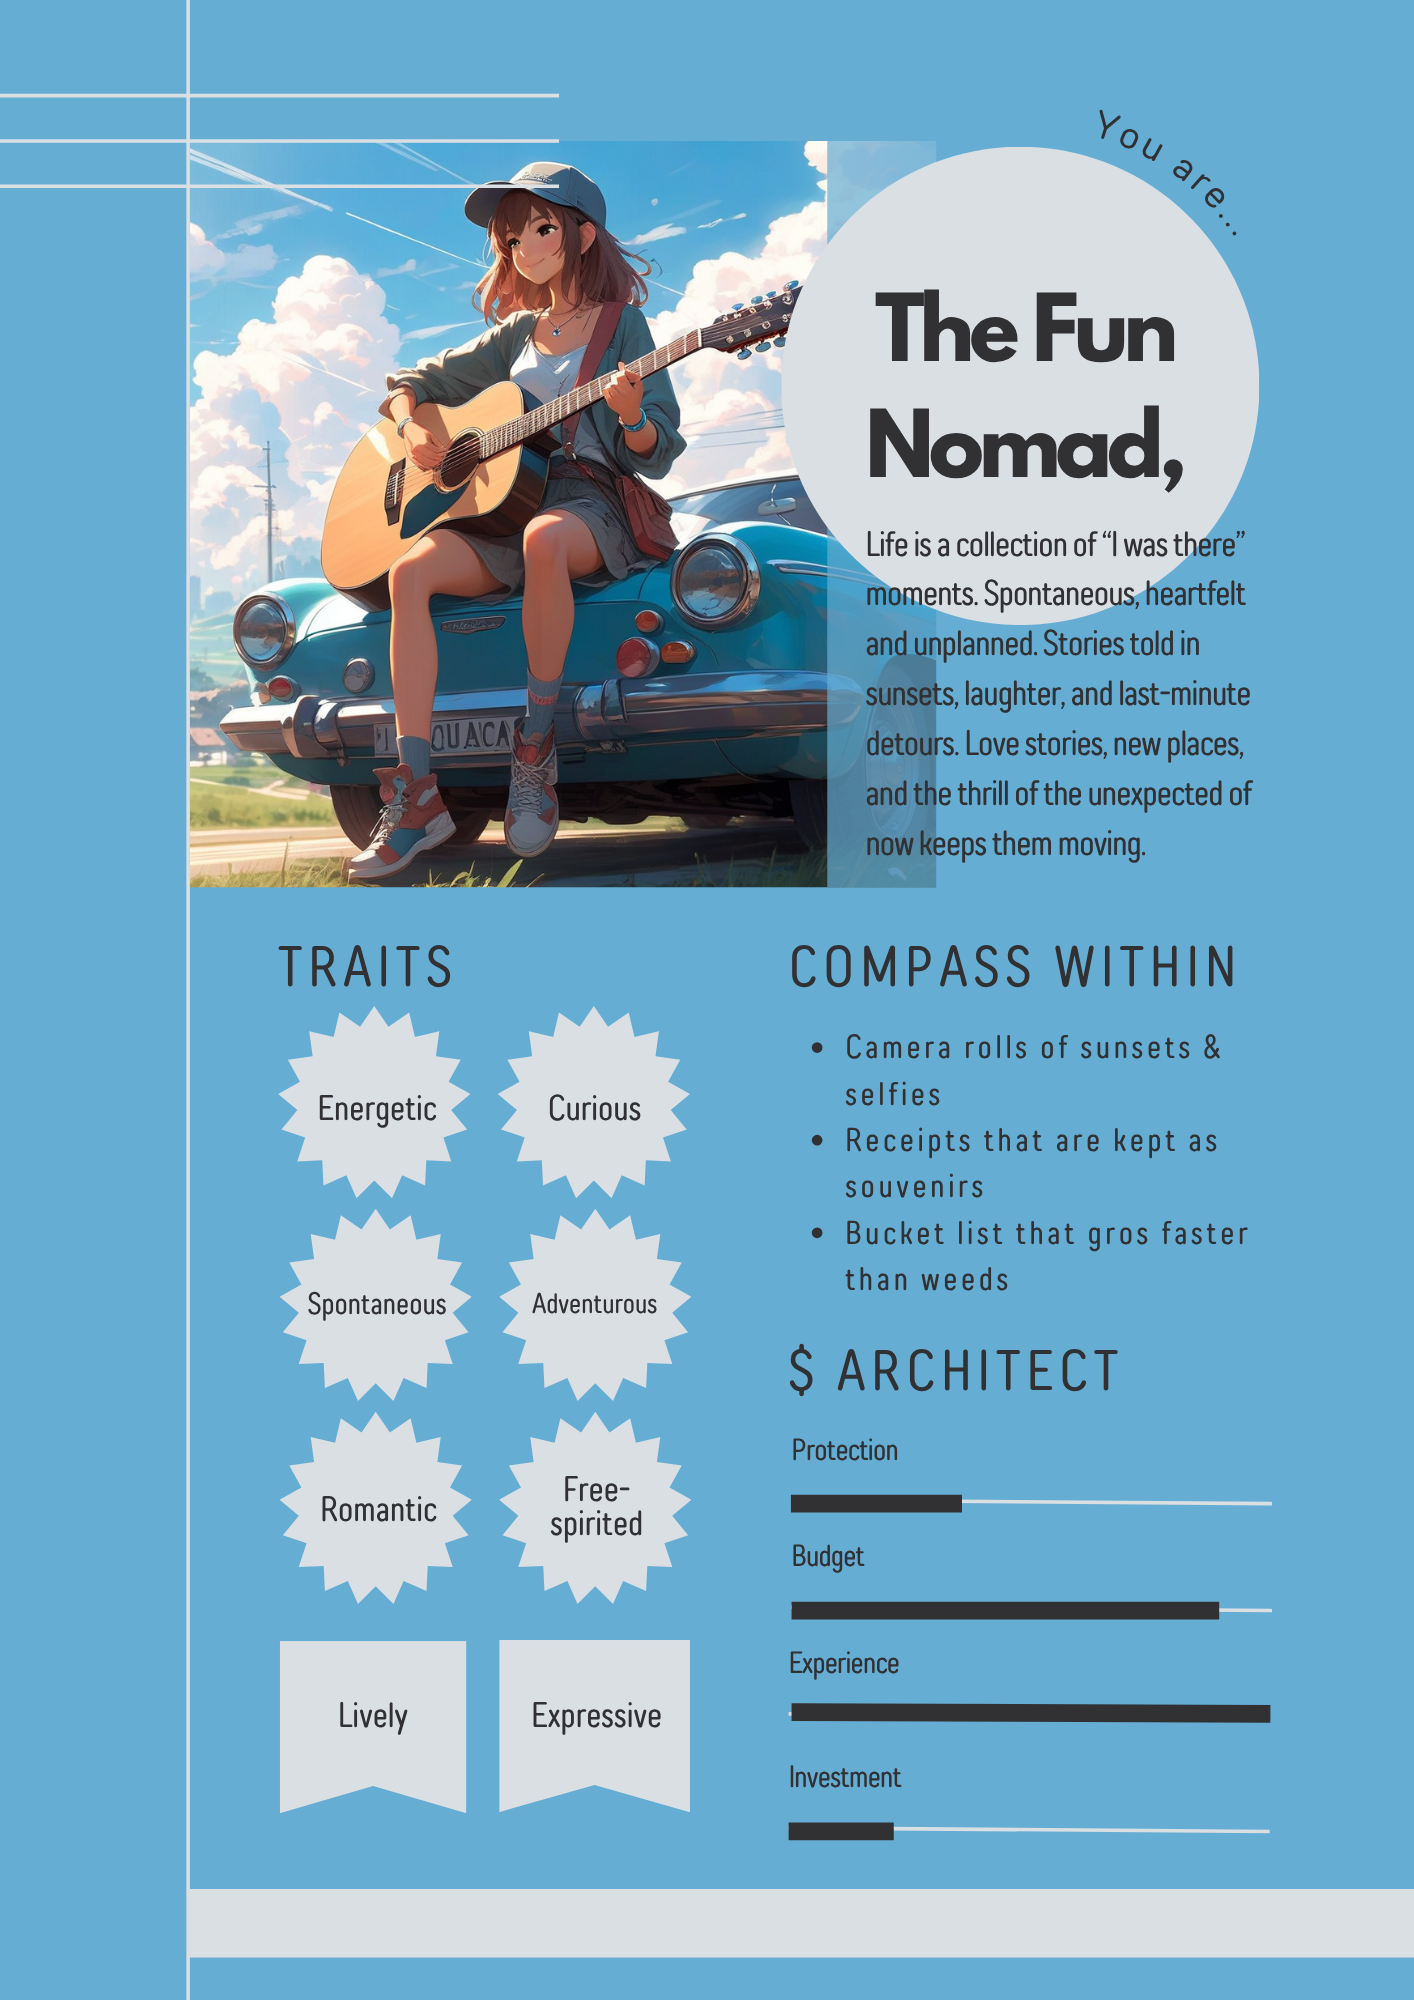 You are...
The Fun
Nomad,
Life is a collection of “I was there”
moments. Spontaneous, heartfelt
and unplanned. Stories told in
sunsets, laughter, and last-minute
detours. Love stories, new places,
and the thrill of the unexpected of
now keeps them moving.
OUACA
TRAITS
Energetic
Curious
Spontaneous
Adventurous
Romantic
Free-
spirited
Lively
Expressive
COMPASS WITHIN
• Camera rolls of sunsets &
selfies
• Receipts that are kept as
souvenirs
• Bucket list that gros faster
than weeds
$ ARCHITECT
Protection
Budget
Experience
Investment